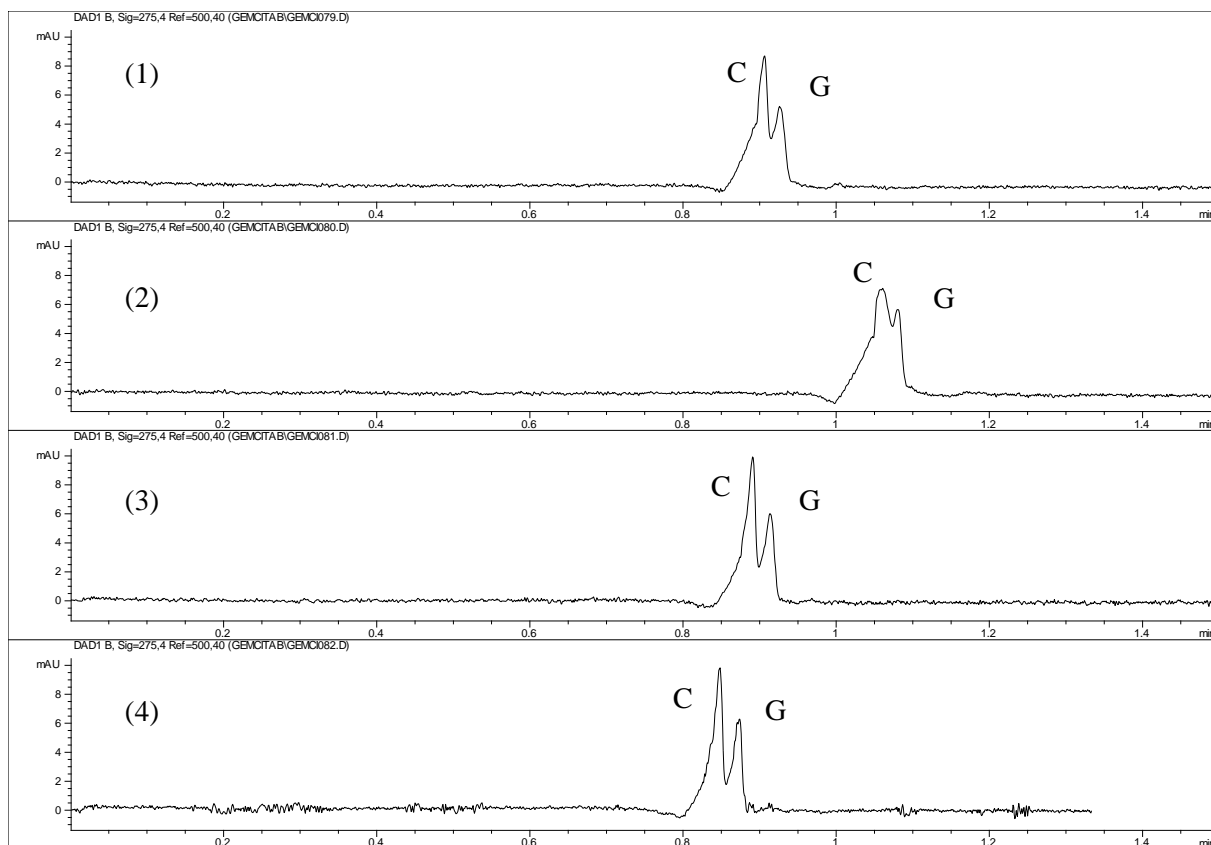 DAD1 B, Sig=275,4 Ref=500,40 (GEMCITAB\GEMCI079.D)
mAU
(1)
C
G
8
6
4
2
0
0.2 0.4 0.6 0.8 1 1.2 1.4 min
DAD1 B, Sig=275,4 Ref=500,40 (GEMCITAB\GEMCI080.D)
mAU
(2)
C
G
8
6
4
2
0
0.2 0.4 0.6 0.8 1 1.2 1.4 min
DAD1 B, Sig=275,4 Ref=500,40 (GEMCITAB\GEMCI081.D)
mAU
(3)
C
G
8
6
4
2
0
0.2 0.4 0.6 0.8 1 1.2 1.4 min
DAD1 B, Sig=275,4 Ref=500,40 (GEMCITAB\GEMCI082.D)
mAU
(4)
C
G
8
6
4
2
0
0.2 0.4 0.6 0.8 1 1.2 1.4 min